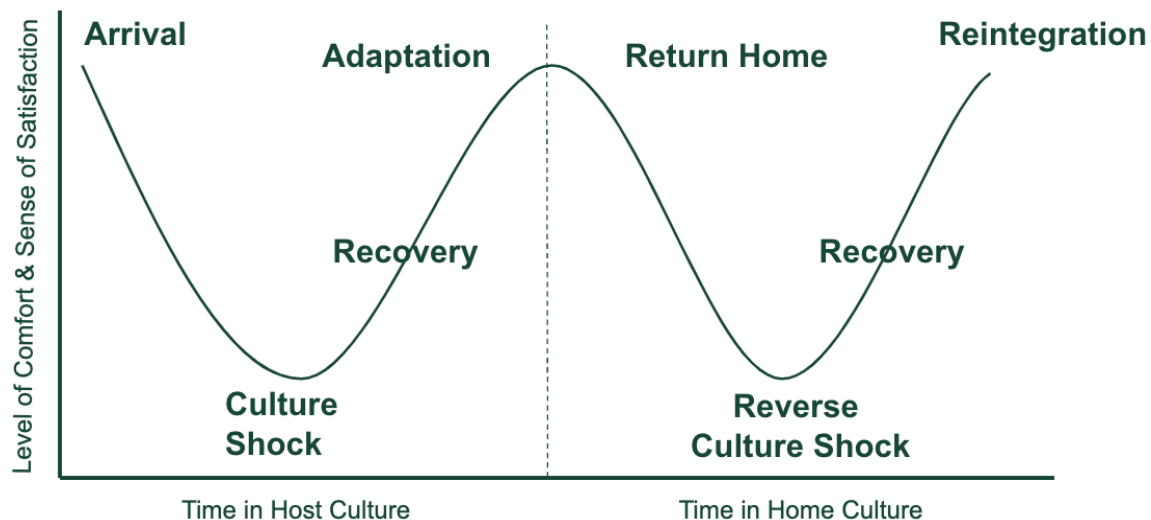 Level of Comfort & Sense of Satisfaction
Arrival
Adaptation
Return Home
Reintegration
Recovery
Recovery
Culture
Shock
Reverse
Culture Shock
Time in Host Culture
Time in Home Culture